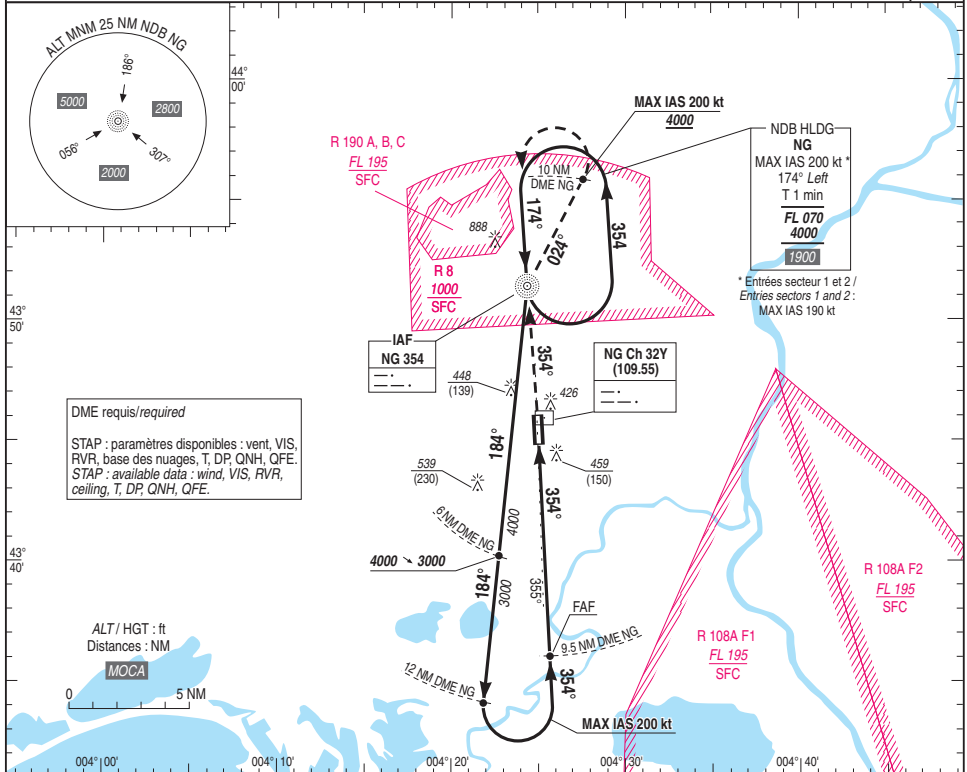 ALT MNM 25 NM NDB NG
186°
5000
2800
056°
307°
2000
44°
00'
MAX IAS 200 kt
4000
R 190 A, B, C
FL 195
SFC
10 NM
DME NG
NDB HLDG
NG
MAX IAS 200 kt *
174° Left
T 1 min
FL 070
4000
1900
* Entrées secteur 1 et 2 /
Entries sectors 1 and 2 :
MAX IAS 190 kt
888
174°
024°
354
R 8
1000
SFC
43°
50'
IAF
NG 354
NG Ch 32Y
(109.55)
354°
448
(139)
426
DME requis/required
STAP : paramètres disponibles : vent, VIS,
RVR, base des nuages, T, DP, QNH, QFE.
STAP : available data : wind, VIS, RVR,
ceiling, T, DP, QNH, QFE.
184°
539
(230)
459
(150)
354°
4000
6 NM DME NG
43°
40'
4000 ➘ 3000
184°
3000
355°
R 108A F2
FL 195
SFC
FAF
9.5 NM DME NG
R 108A F1
FL 195
SFC
ALT / HGT : ft
Distances : NM
MOCA
0 5 NM
12 NM DME NG
354°
MAX IAS 200 kt
004° 00'
004° 10'
004° 20'
004° 30'
004° 40'